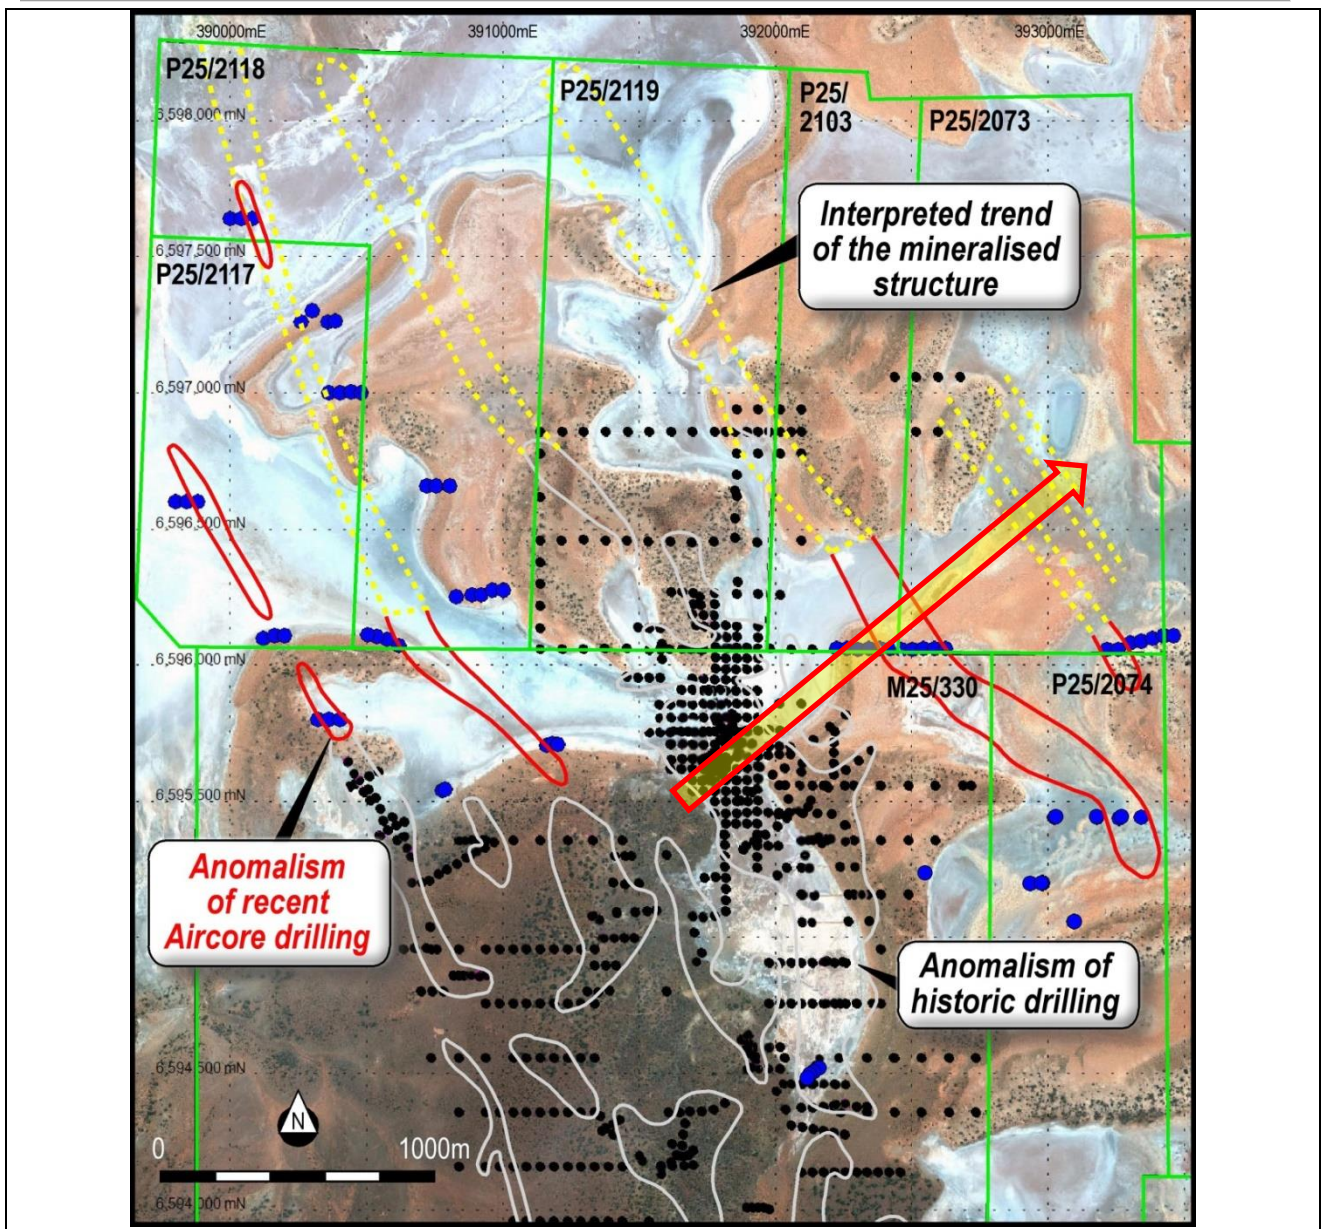 390000mE 391000mE 392000mE 393000mE
P25/2118
P25/2119
P25/
2103
P25/2073
6,598,000 mN
Interpreted trend
of the mineralised
structure
6,597,500 mN
P25/2117
6,597,000 mN
6,596,500 mN
6,596,000 mN
M25/330
P25/2074
6,595,500 mN
Anomalism
of recent
Aircore drilling
Anomalism of
historic drilling
6,594,500 mN
N
0 1000m
6,594,000 mN